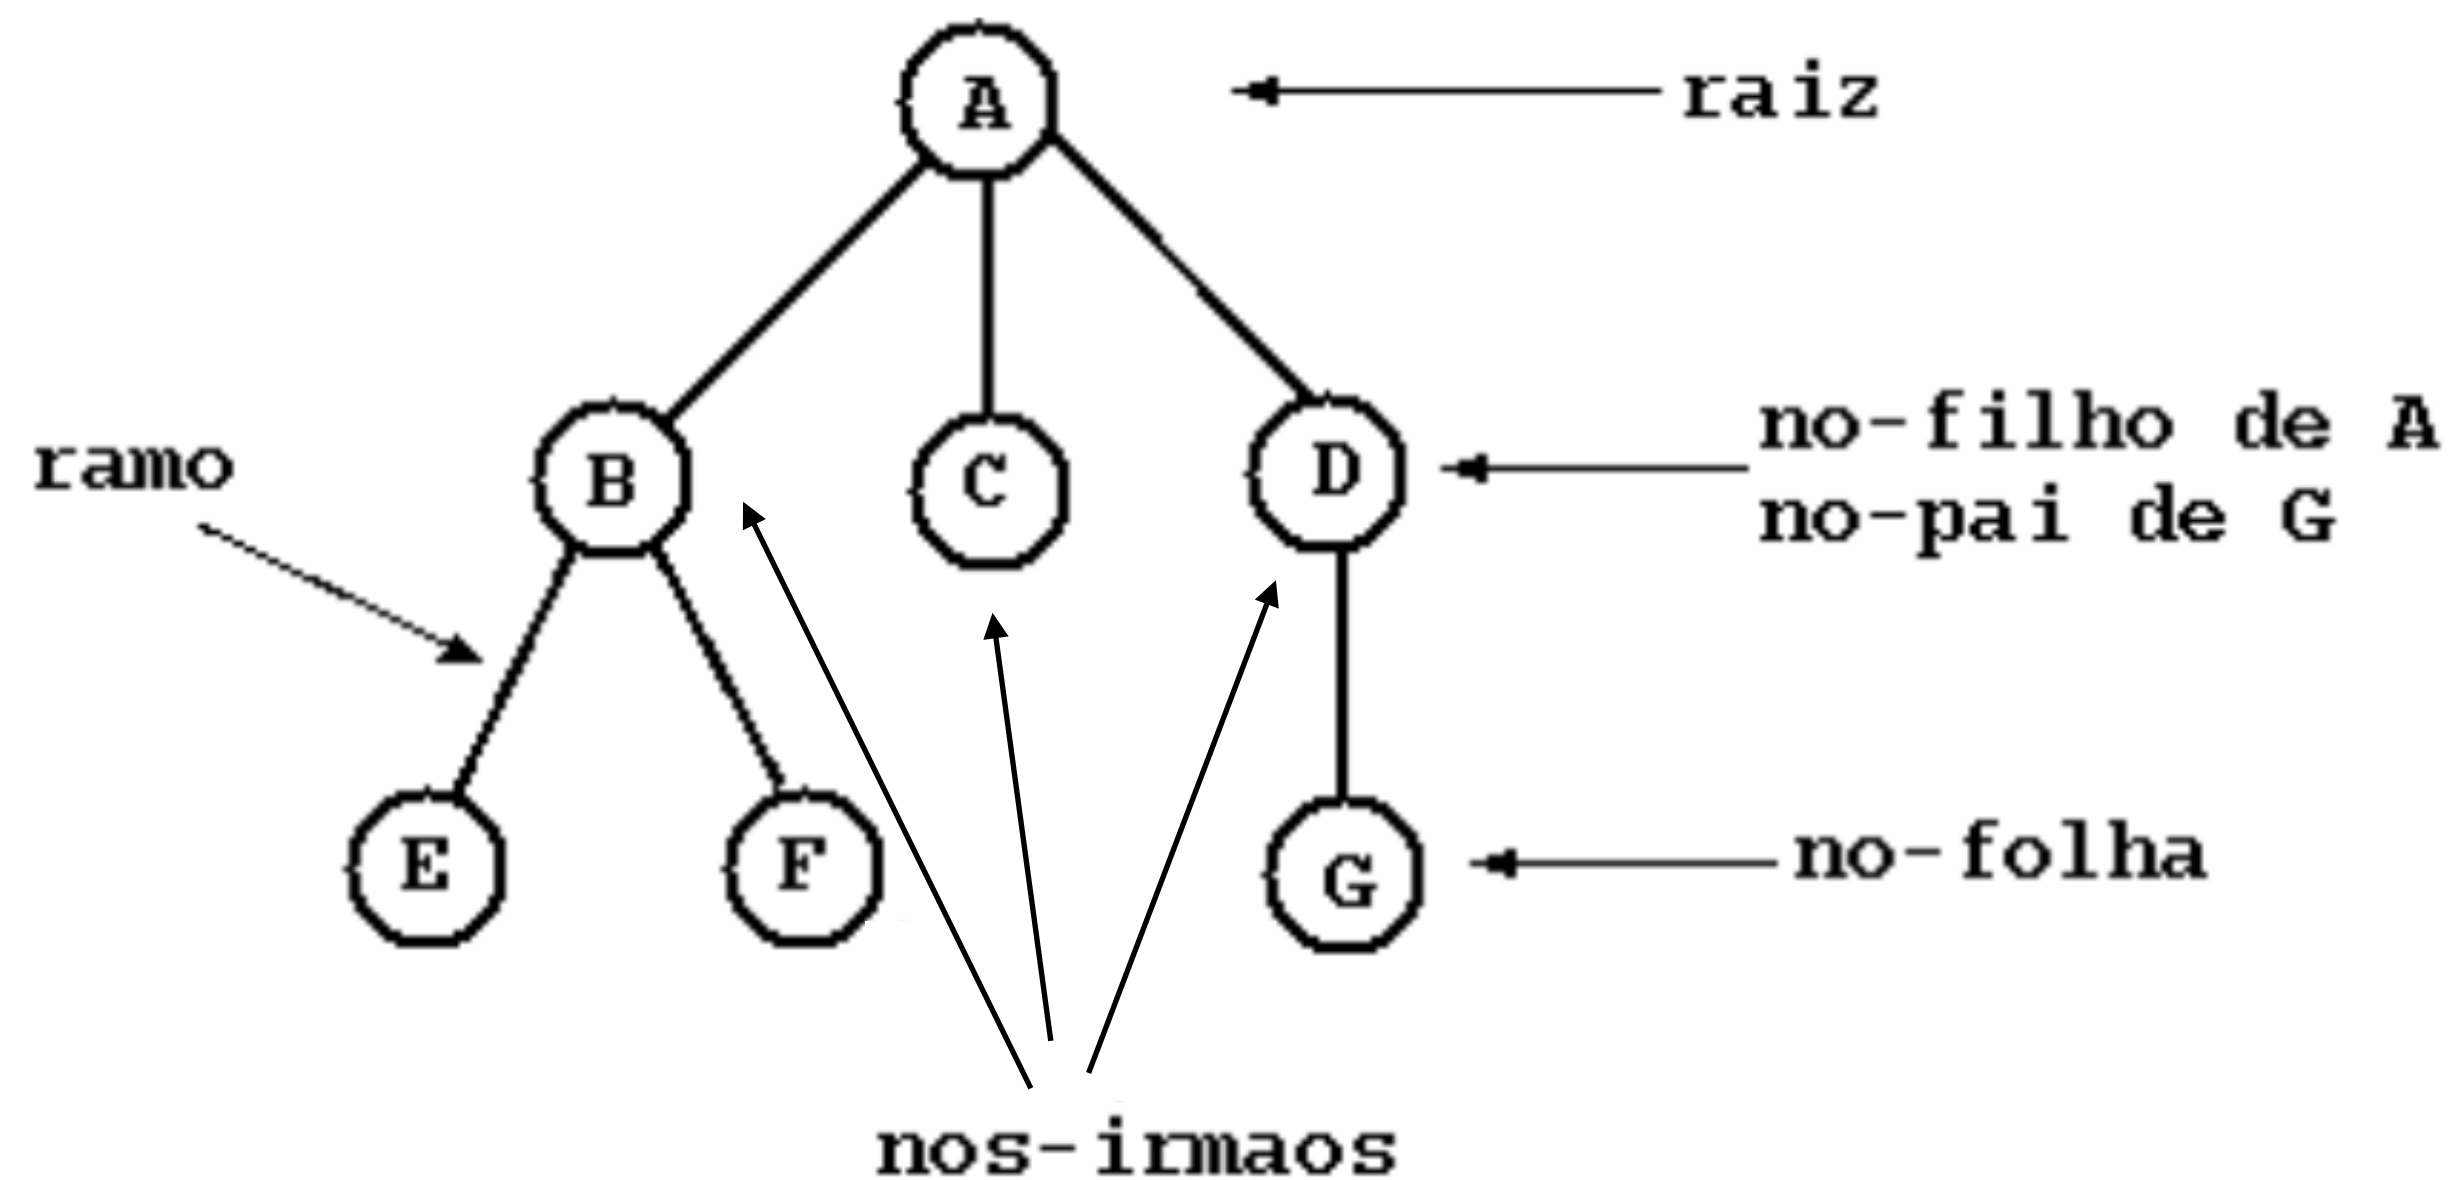 A
raiz
B
C
D
no-filho de A
no-pai de G
ramo
E
F
G
no-folha
nos-irmaos